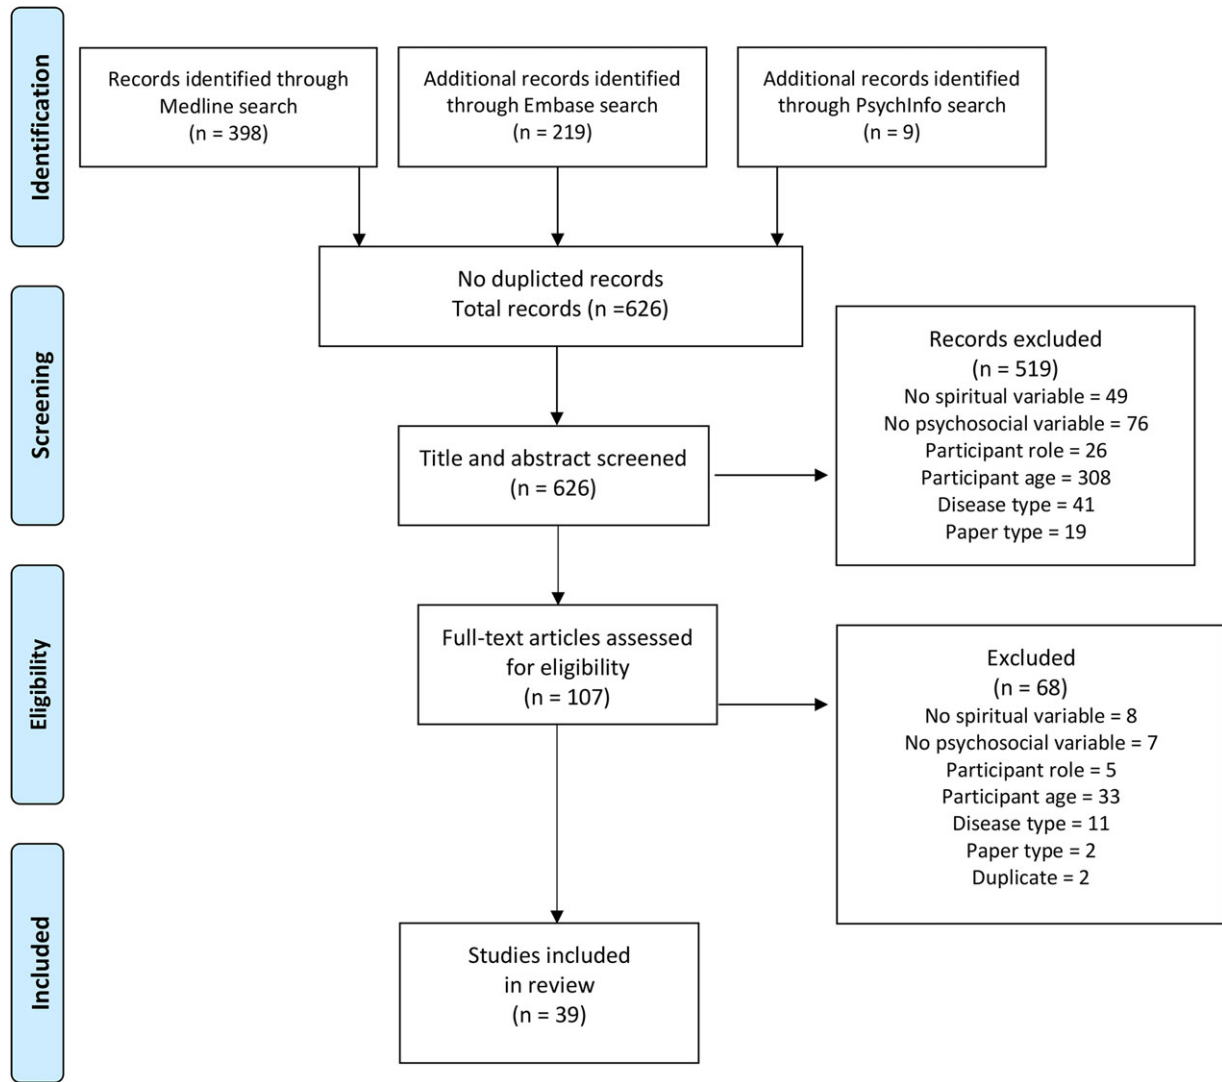 Identification
Records identified through
Medline search
(n = 398)
Additional records identified
through Embase search
(n = 219)
Additional records identified
through PsychInfo search
(n = 9)
No duplicted records
Total records (n =626)
Screening
Title and abstract screened
(n = 626)
Records excluded
(n = 519)
No spiritual variable = 49
No psychosocial variable = 76
Participant role = 26
Participant age = 308
Disease type = 41
Paper type = 19
Eligibility
Full-text articles assessed
for eligibility
(n = 107)
Excluded
(n = 68)
No spiritual variable = 8
No psychosocial variable = 7
Participant role = 5
Participant age = 33
Disease type = 11
Paper type = 2
Duplicate = 2
Included
Studies included
in review
(n = 39)